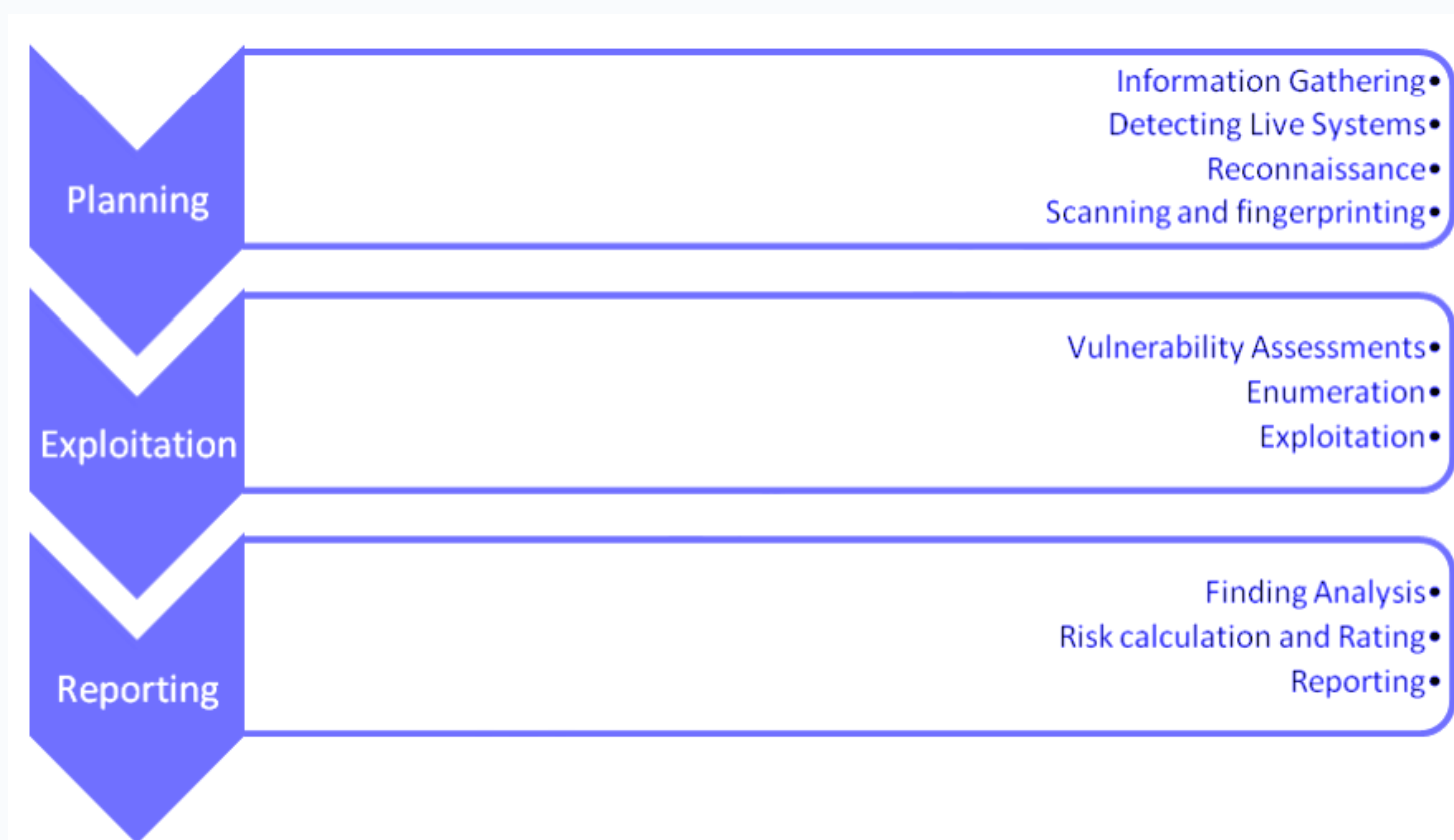 Planning
Information Gathering•
Detecting Live Systems•
Reconnaissance•
Scanning and fingerprinting•
Exploitation
Vulnerability Assessments•
Enumeration•
Exploitation•
Reporting
Finding Analysis•
Risk calculation and Rating•
Reporting•